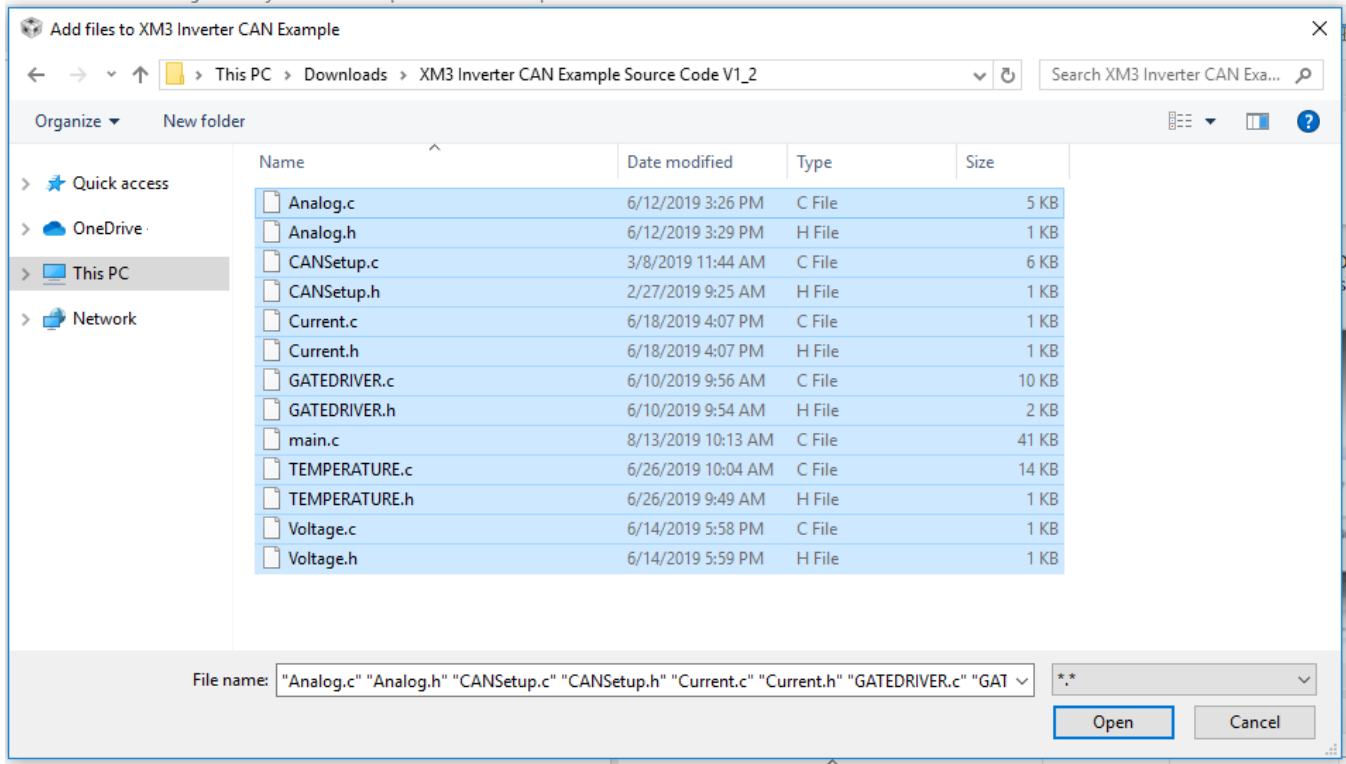 Add files to XM3 Inverter CAN Example
This PC > Downloads > XM3 Inverter CAN Example Source Code V1_2
Search XM3 Inverter CAN Exa...
Organize New folder
Name Date modified Type Size
Quick access
OneDrive
This PC
Network
Analog.c 6/12/2019 3:26 PM C File 5 KB
Analog.h 6/12/2019 3:29 PM H File 1 KB
CANSetup.c 3/8/2019 11:44 AM C File 6 KB
CANSetup.h 2/27/2019 9:25 AM H File 1 KB
Current.c 6/18/2019 4:07 PM C File 1 KB
Current.h 6/18/2019 4:07 PM H File 1 KB
GATEDRIVER.c 6/10/2019 9:56 AM C File 10 KB
GATEDRIVER.h 6/10/2019 9:54 AM H File 2 KB
main.c 8/13/2019 10:13 AM C File 41 KB
TEMPERATURE.c 6/26/2019 10:04 AM C File 14 KB
TEMPERATURE.h 6/26/2019 9:49 AM H File 1 KB
Voltage.c 6/14/2019 5:58 PM C File 1 KB
Voltage.h 6/14/2019 5:59 PM H File 1 KB
File name: "Analog.c" "Analog.h" "CANSetup.c" "CANSetup.h" "Current.c" "Current.h" "GATEDRIVER.c" "GAT
*.*
Open Cancel